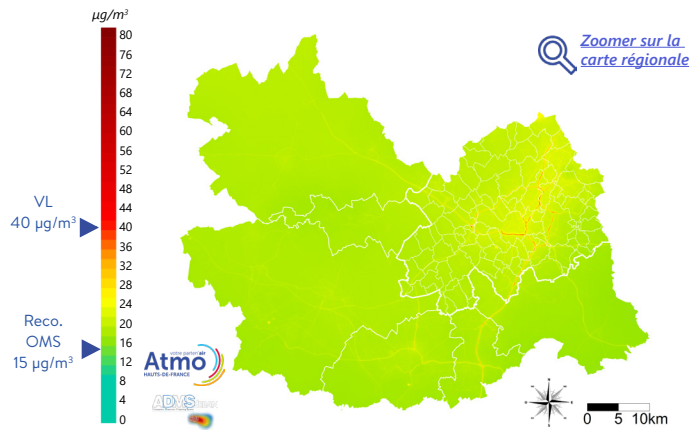 µg/m³
80
76
72
68
64
60
56
52
48
44
40
36
32
28
24
20
16
12
8
4
0
VL
40 µg/m³
Reco.
OMS
15 µg/m³
Zoomer sur la
carte régionale
votre parten'air
Atmo
HAUTS-DE-FRANCE
ADMS
0 5 10km